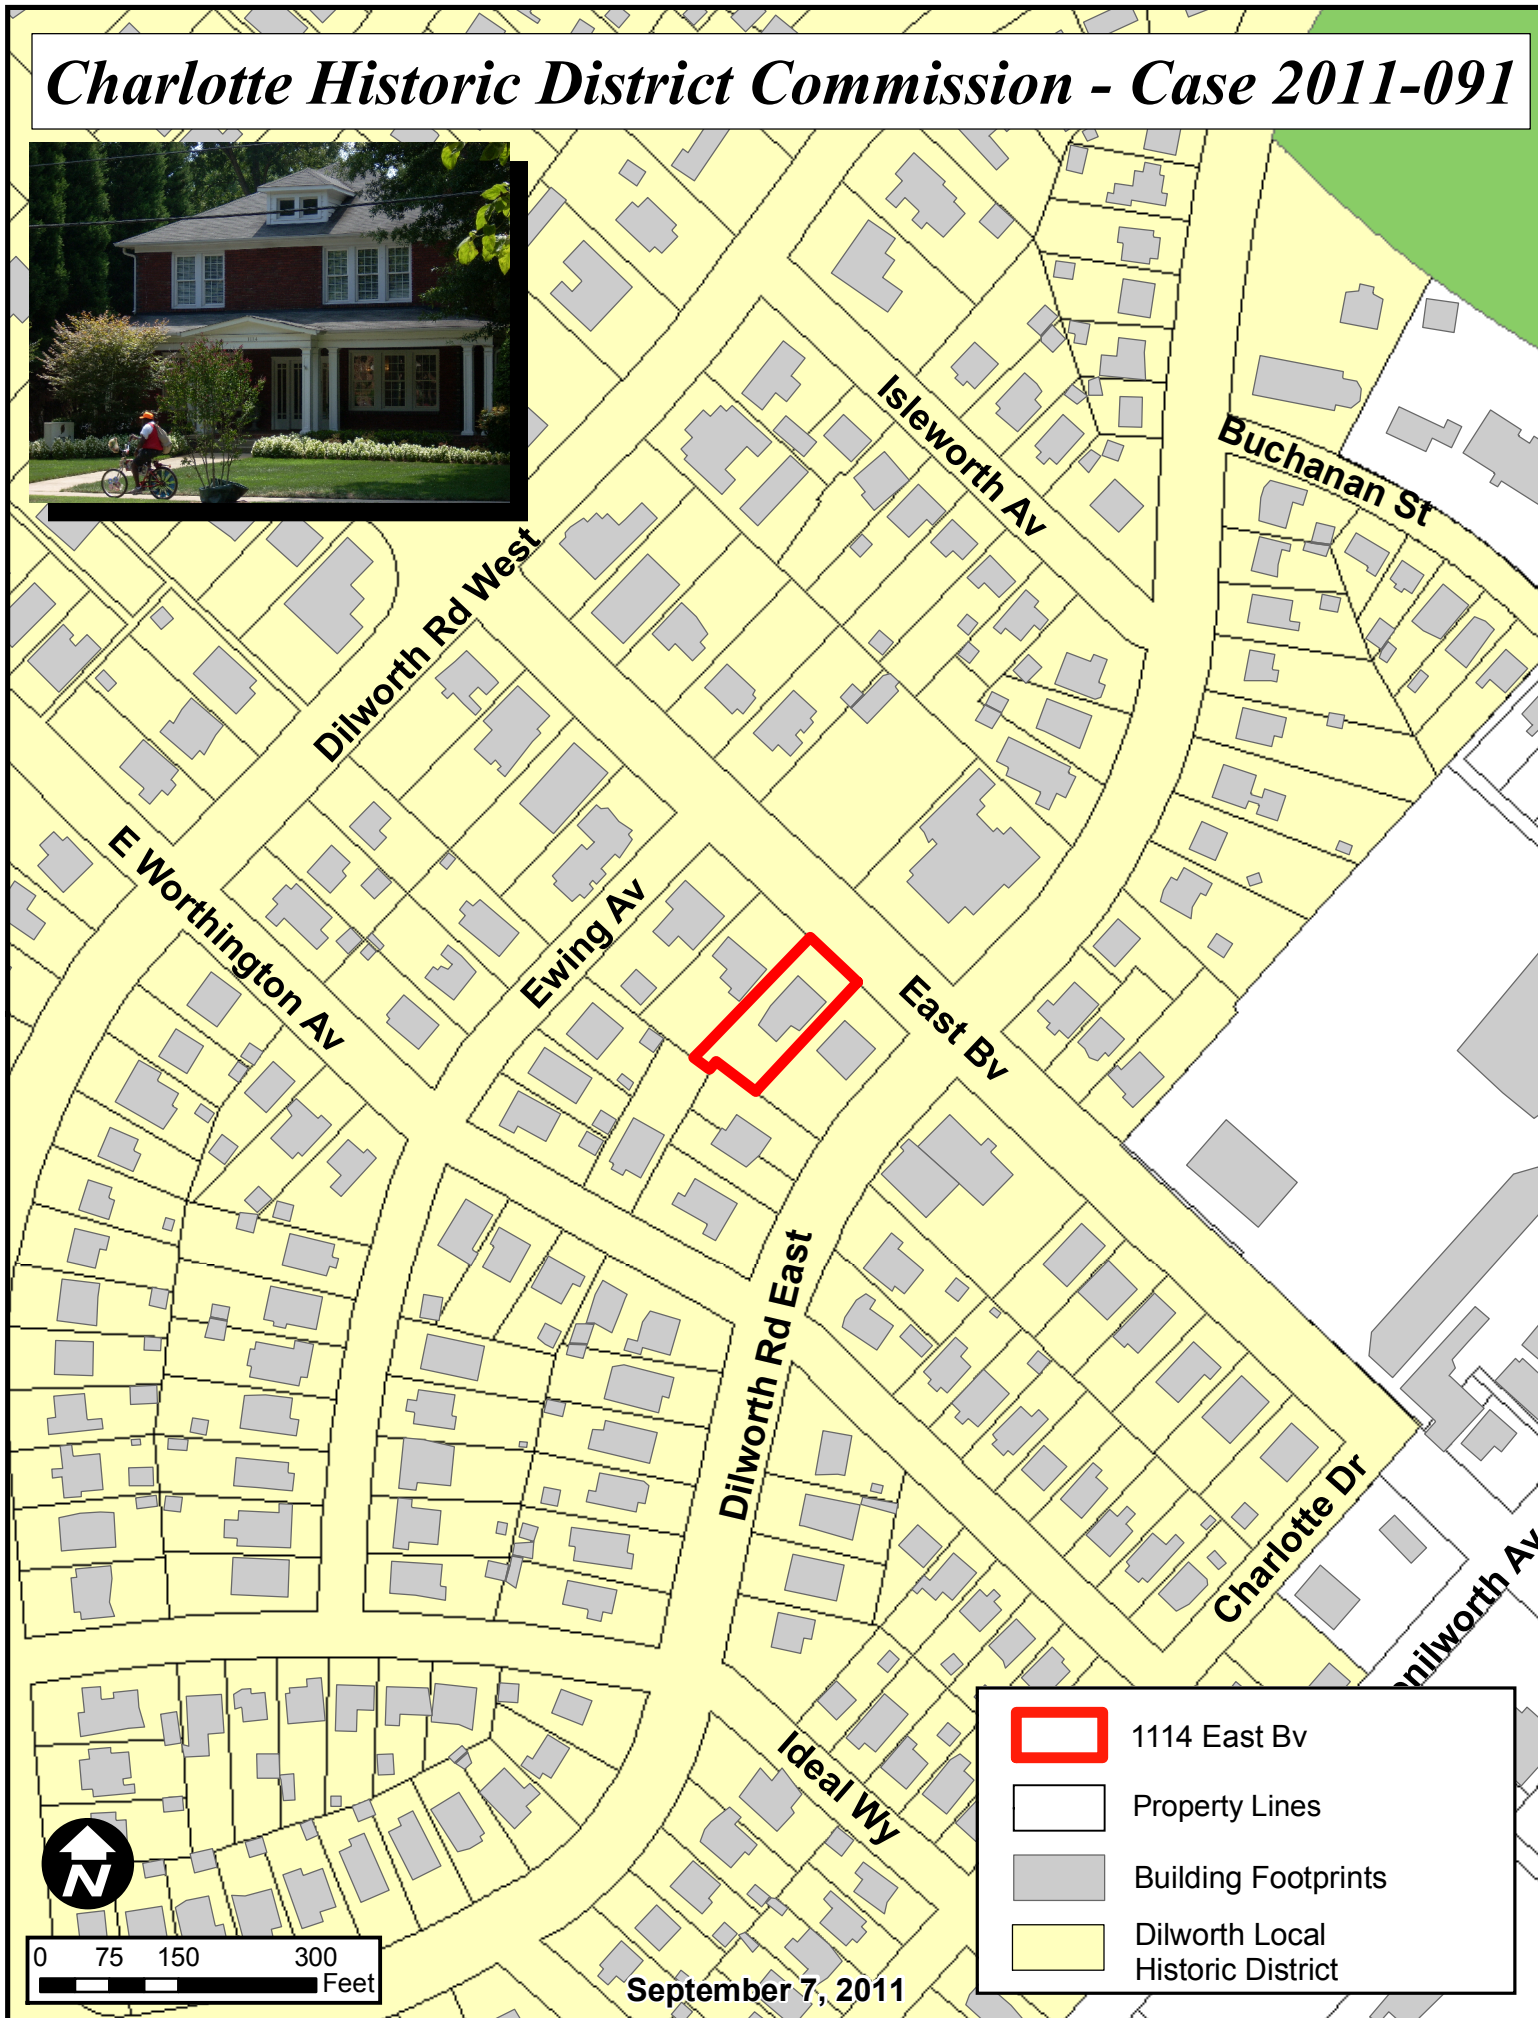 Charlotte Historic District Commission - Case 2011-091
Isleworth Av
Buchanan St
Dilworth Rd West
E Worthington Av
Ewing Av
East Bv
Dilworth Rd East
Charlotte Dr
Ideal Wy
1114 East Bv
Property Lines
Building Footprints
Dilworth Local
Historic District
N
0 75 150 300
Feet
September 7, 2011